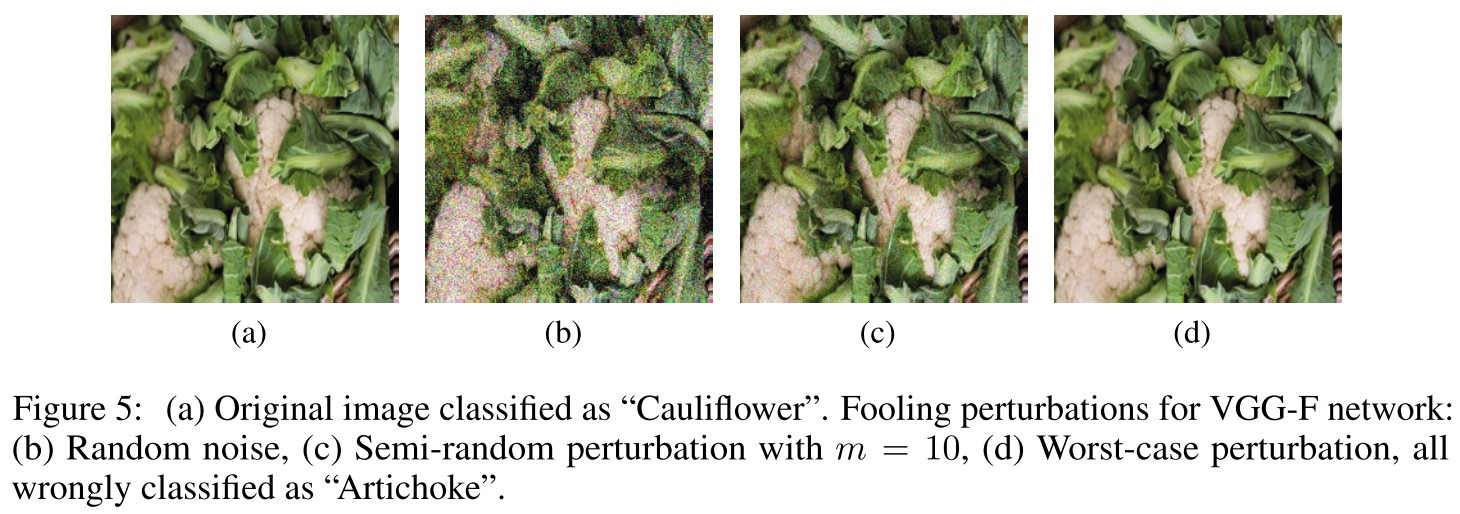 (a) (b) (c) (d)
Figure 5: (a) Original image classified as “Cauliflower”. Fooling perturbations for VGG-F network:
(b) Random noise, (c) Semi-random perturbation with m = 10, (d) Worst-case perturbation, all
wrongly classified as “Artichoke”.